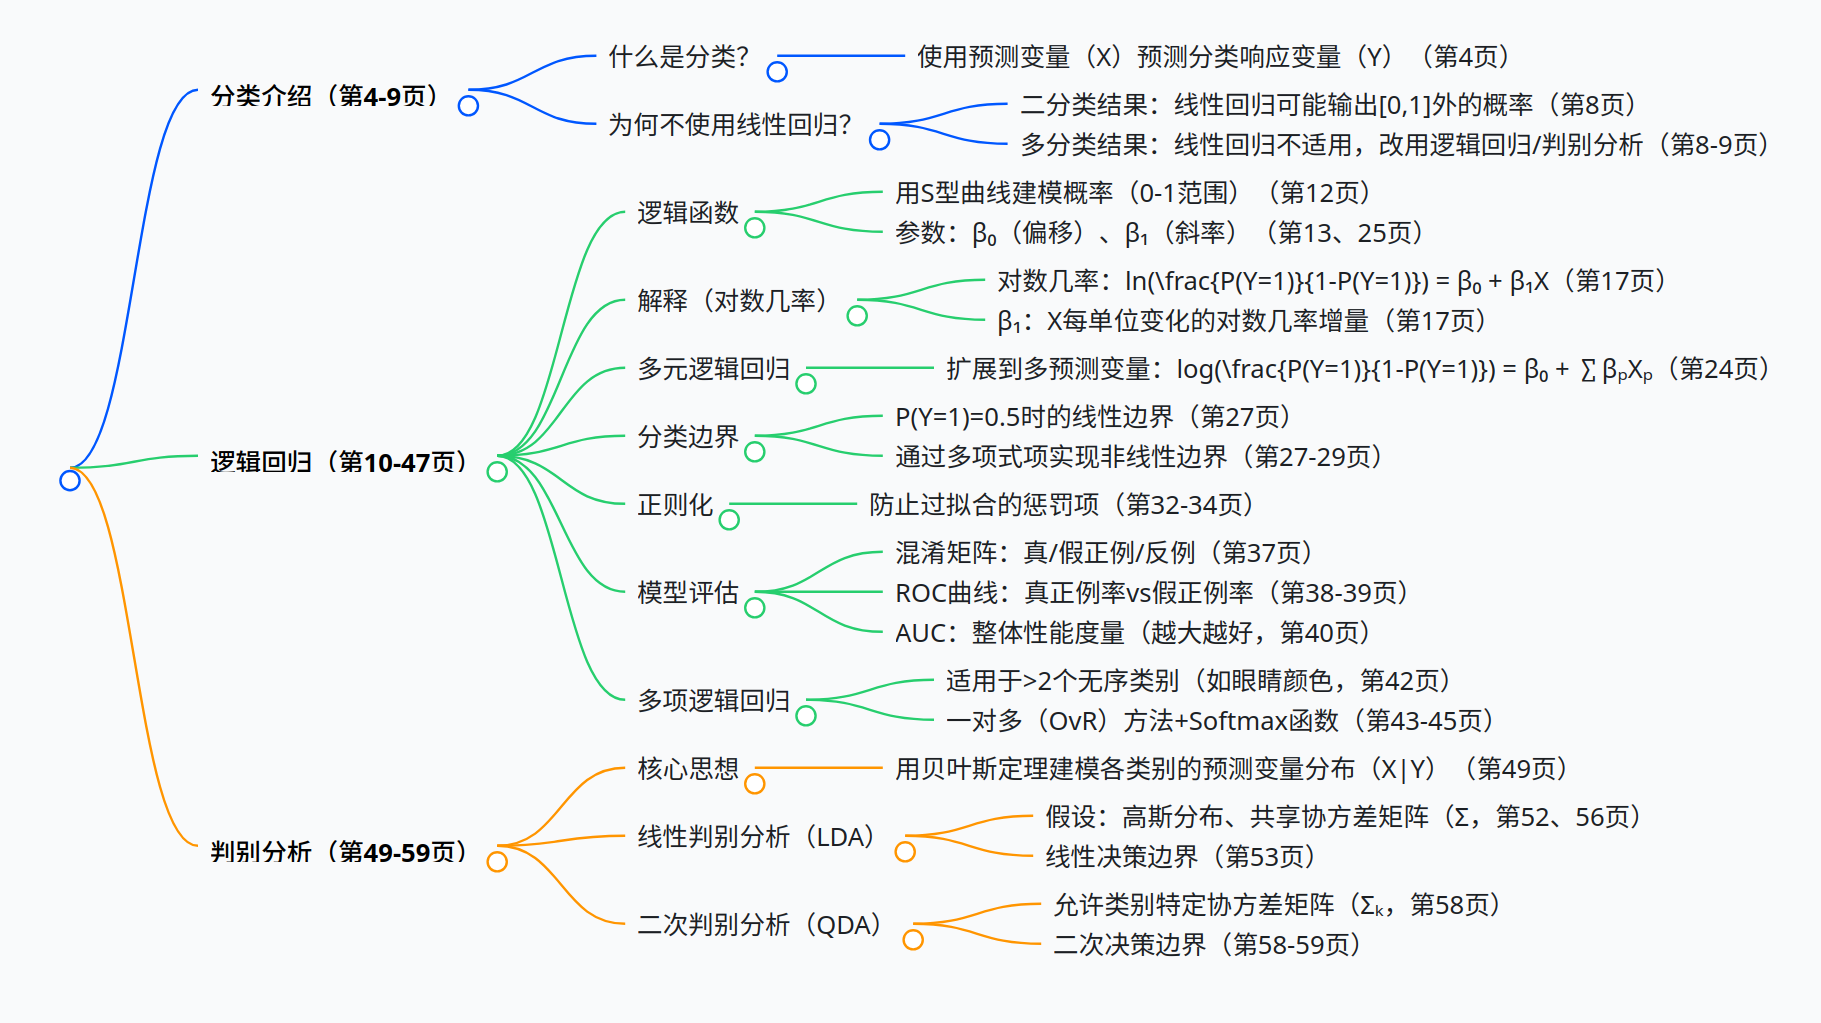 分类介绍（第4-9页）
什么是分类？
使用预测变量（X）预测分类响应变量（Y）（第4页）
为何不使用线性回归？
二分类结果：线性回归可能输出[0,1]外的概率（第8页）
多分类结果：线性回归不适用，改用逻辑回归/判别分析（第8-9页）
逻辑回归（第10-47页）
逻辑函数
用S型曲线建模概率（0-1范围）（第12页）
参数：β₀（偏移）、β₁（斜率）（第13、25页）
解释（对数几率）
对数几率：ln(\frac{P(Y=1)}{1-P(Y=1)}) = β₀ + β₁X（第17页）
β₁：X每单位变化的对数几率增量（第17页）
多元逻辑回归
扩展到多预测变量：log(\frac{P(Y=1)}{1-P(Y=1)}) = β₀ + ∑βₚXₚ（第24页）
分类边界
P(Y=1)=0.5时的线性边界（第27页）
通过多项式项实现非线性边界（第27-29页）
正则化
防止过拟合的惩罚项（第32-34页）
模型评估
混淆矩阵：真/假正例/反例（第37页）
ROC曲线：真正例率vs假正例率（第38-39页）
AUC：整体性能度量（越大越好，第40页）
多项逻辑回归
适用于>2个无序类别（如眼睛颜色，第42页）
一对多（OvR）方法+Softmax函数（第43-45页）
判别分析（第49-59页）
核心思想
用贝叶斯定理建模各类别的预测变量分布（X|Y）（第49页）
线性判别分析（LDA）
假设：高斯分布、共享协方差矩阵（Σ，第52、56页）
线性决策边界（第53页）
二次判别分析（QDA）
允许类别特定协方差矩阵（Σₖ，第58页）
二次决策边界（第58-59页）